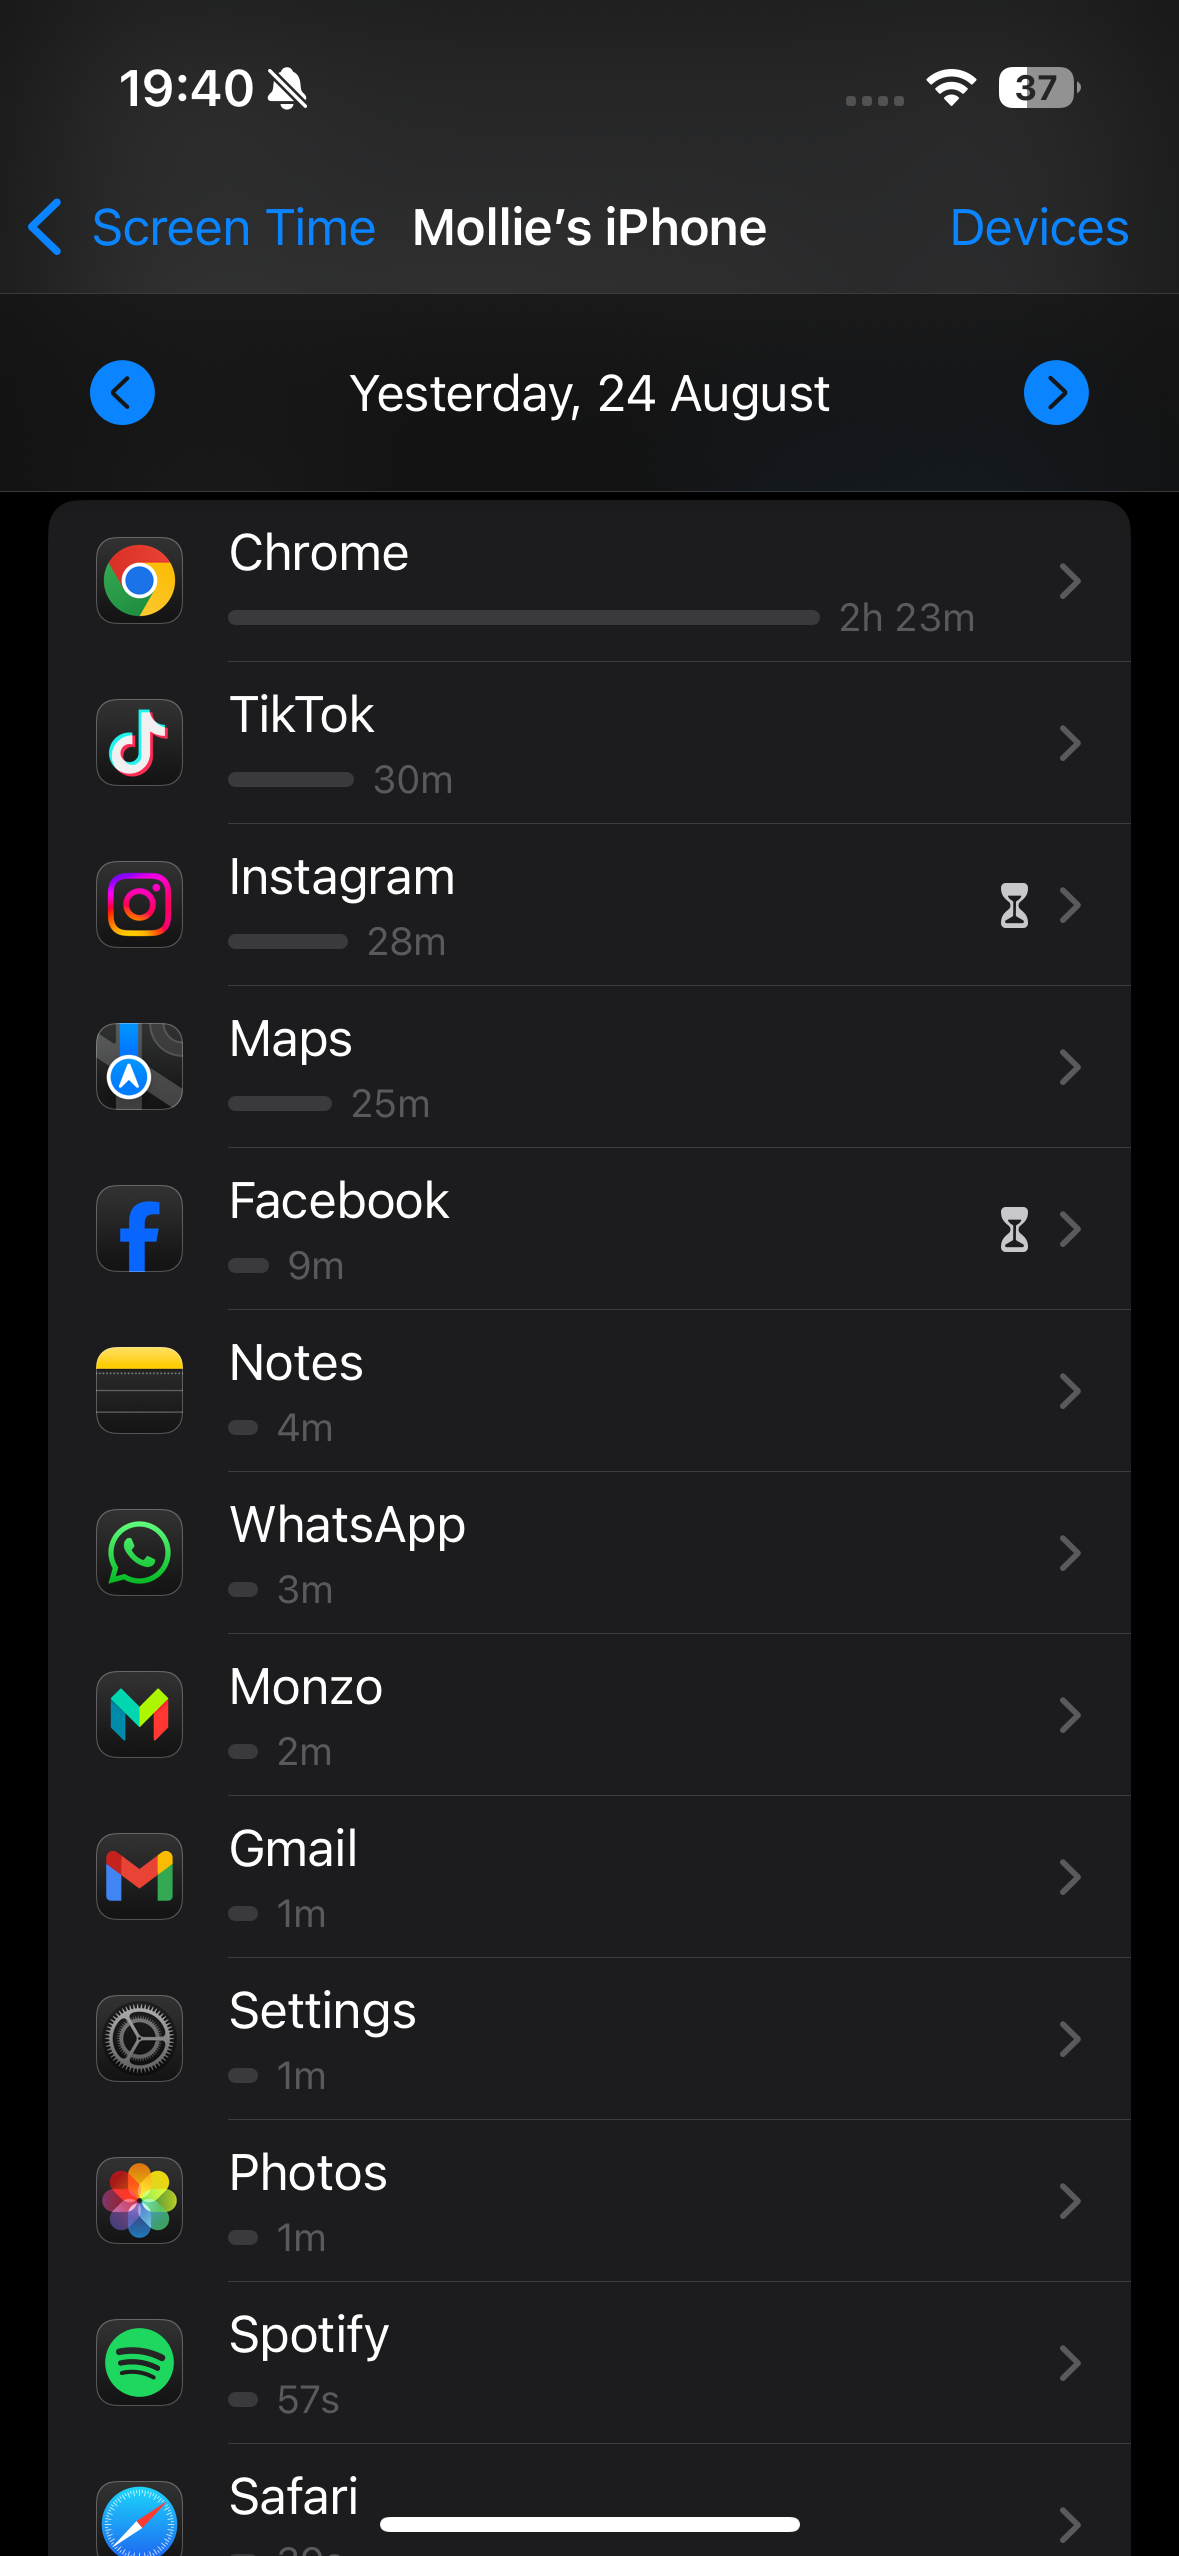 19:40
37
Screen Time Mollie’s iPhone Devices
Yesterday, 24 August
Chrome
2h 23m
TikTok
30m
Instagram
28m
Maps
25m
Facebook
9m
Notes
4m
WhatsApp
3m
Monzo
2m
Gmail
1m
Settings
1m
Photos
1m
Spotify
57s
Safari